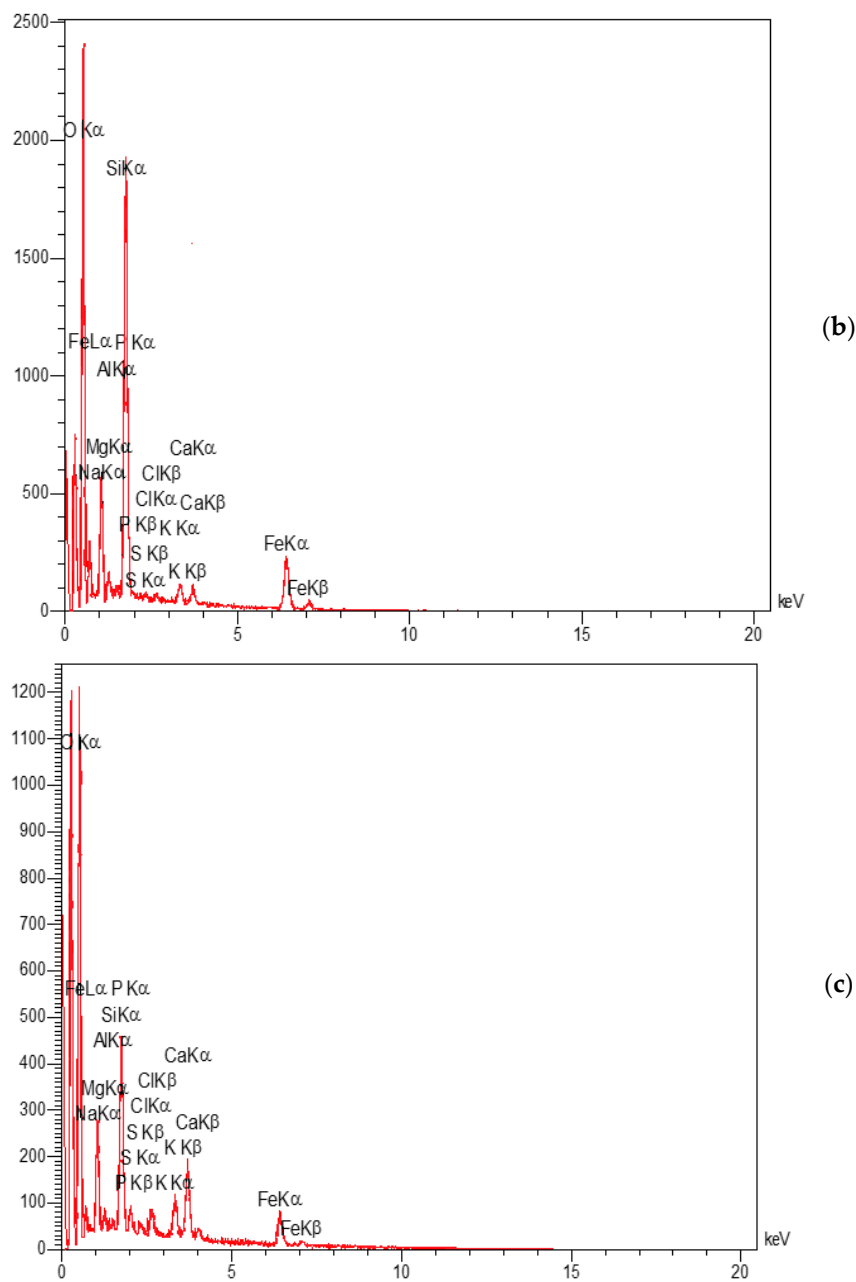 2500
2000
O Kα
SiKα
1500
FeLα P Kα
(b)
AlKα
1000
MgKα CaKα
NaKα ClKβ
500
ClKα CaKβ
P Kβ K Kα
FeKα
S Kβ
S Kα K Kβ
FeKβ
0
keV
0 5 10 15 20
1200
1100
O Kα
1000
900
800
700
600
FeLα P Kα
(c)
500
SiKα
AlKα
400
CaKα
MgKα ClKβ
300
NaKα ClKα
CaKβ
S Kβ K Kβ
200
S Kα
P Kβ K Kα
100
FeKα
FeKβ
0
keV
0 5 10 15 20